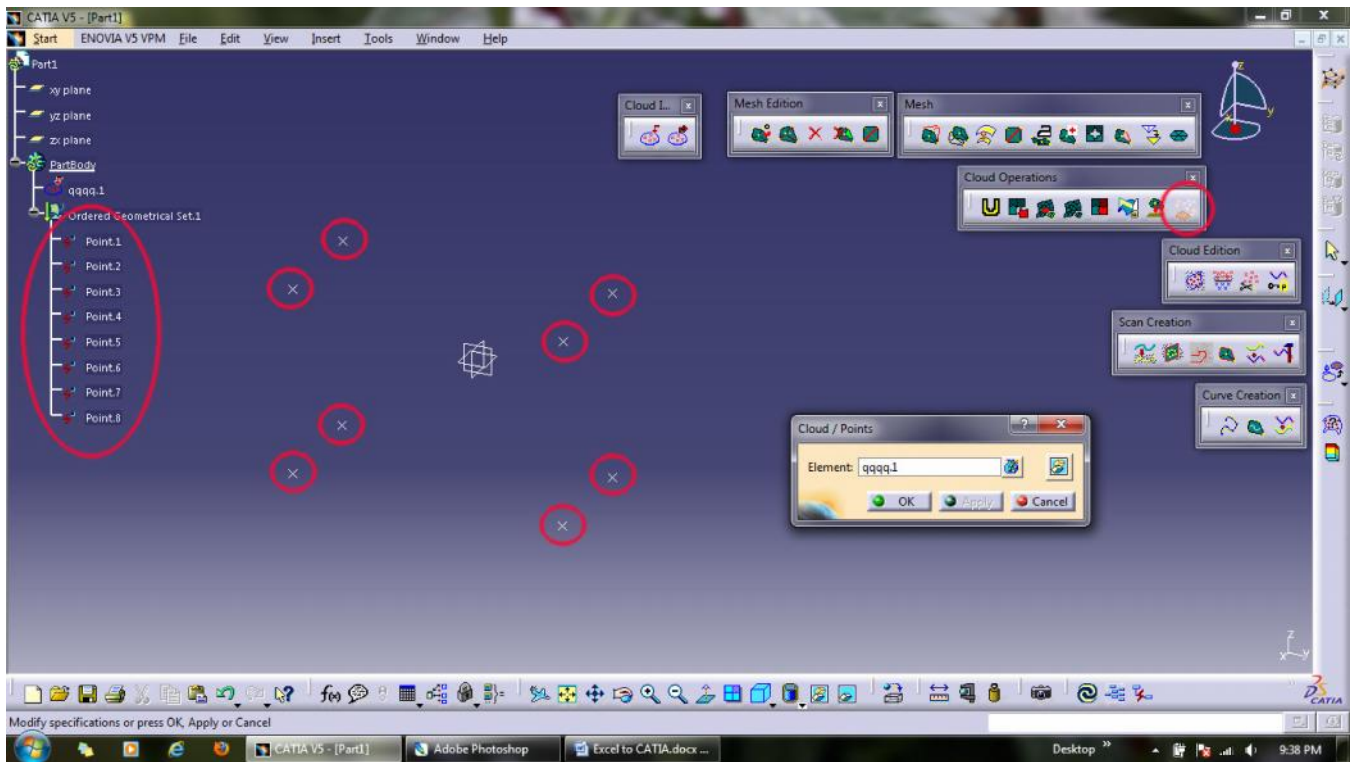 CATIA V5 - [Part1]
Start ENOVIA V5 VPM File Edit View Insert Tools Window Help
Part1
xy plane
yz plane
zx plane
PartBody
qqqq.1
Ordered Geometrical Set.1
Point.1
Point.2
Point.3
Point.4
Point.5
Point.6
Point.7
Point.8
Cloud I...
Mesh Edition
Mesh
Cloud Operations
Cloud Edition
Scan Creation
Curve Creation
z
y
Cloud / Points
Element: qqqq.1
OK Apply Cancel
z
x y
f(x)
CATIA
Modify specifications or press OK, Apply or Cancel
CATIA V5 - [Part1] Adobe Photoshop Excel to CATIA.docx ... Desktop 9:38 PM